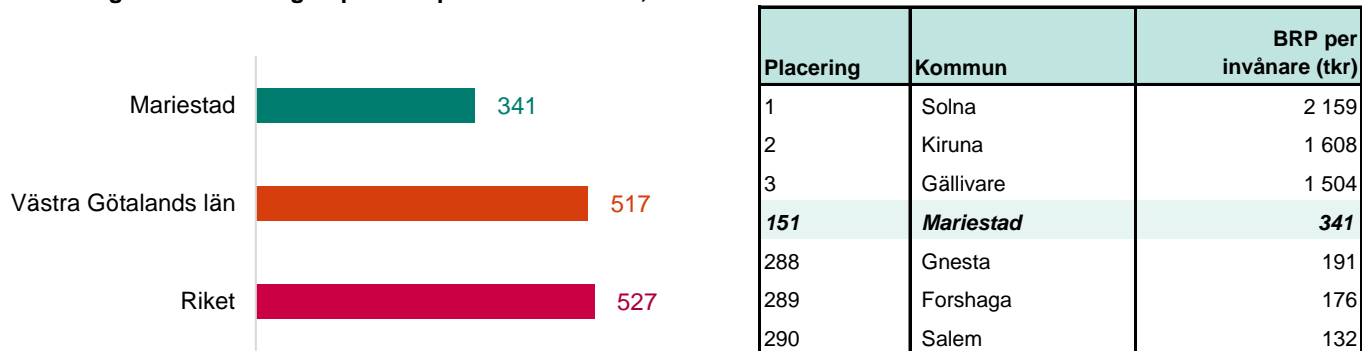 Mariestad
341
Västra Götalands län
517
Riket
527
Placering Kommun BRP per invånare (tkr)
1 Solna 2 159
2 Kiruna 1 608
3 Gällivare 1 504
151 Mariestad 341
288 Gnesta 191
289 Forshaga 176
290 Salem 132